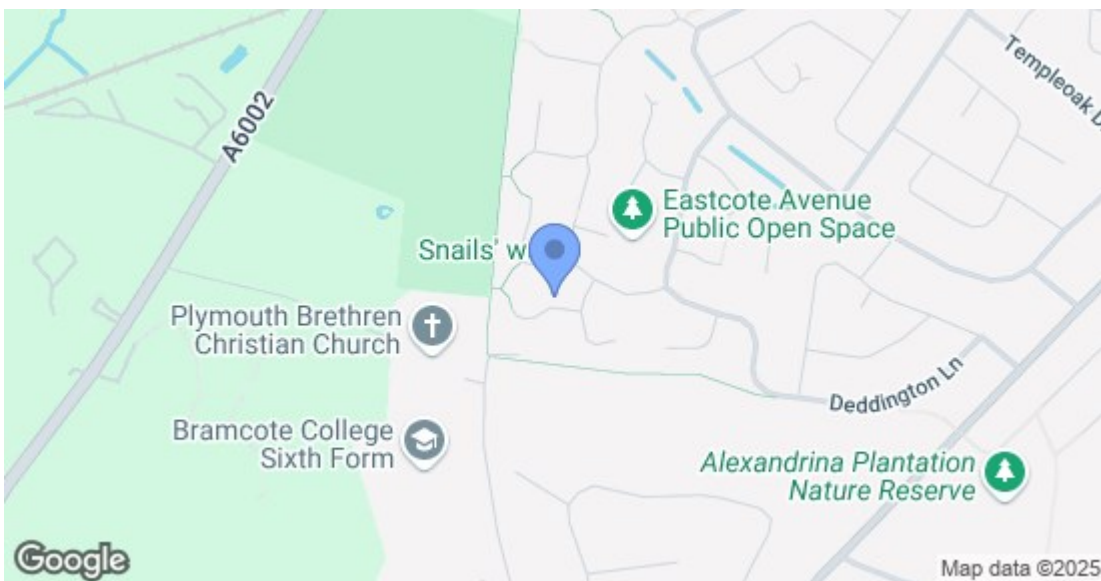 Templeoak D
A6002
Eastcote Avenue
Public Open Space
Snails' w
Plymouth Brethren
Christian Church
Deddington Ln
Bramcote College
Sixth Form
Alexandrina Plantation
Nature Reserve
Google
Map data ©2025